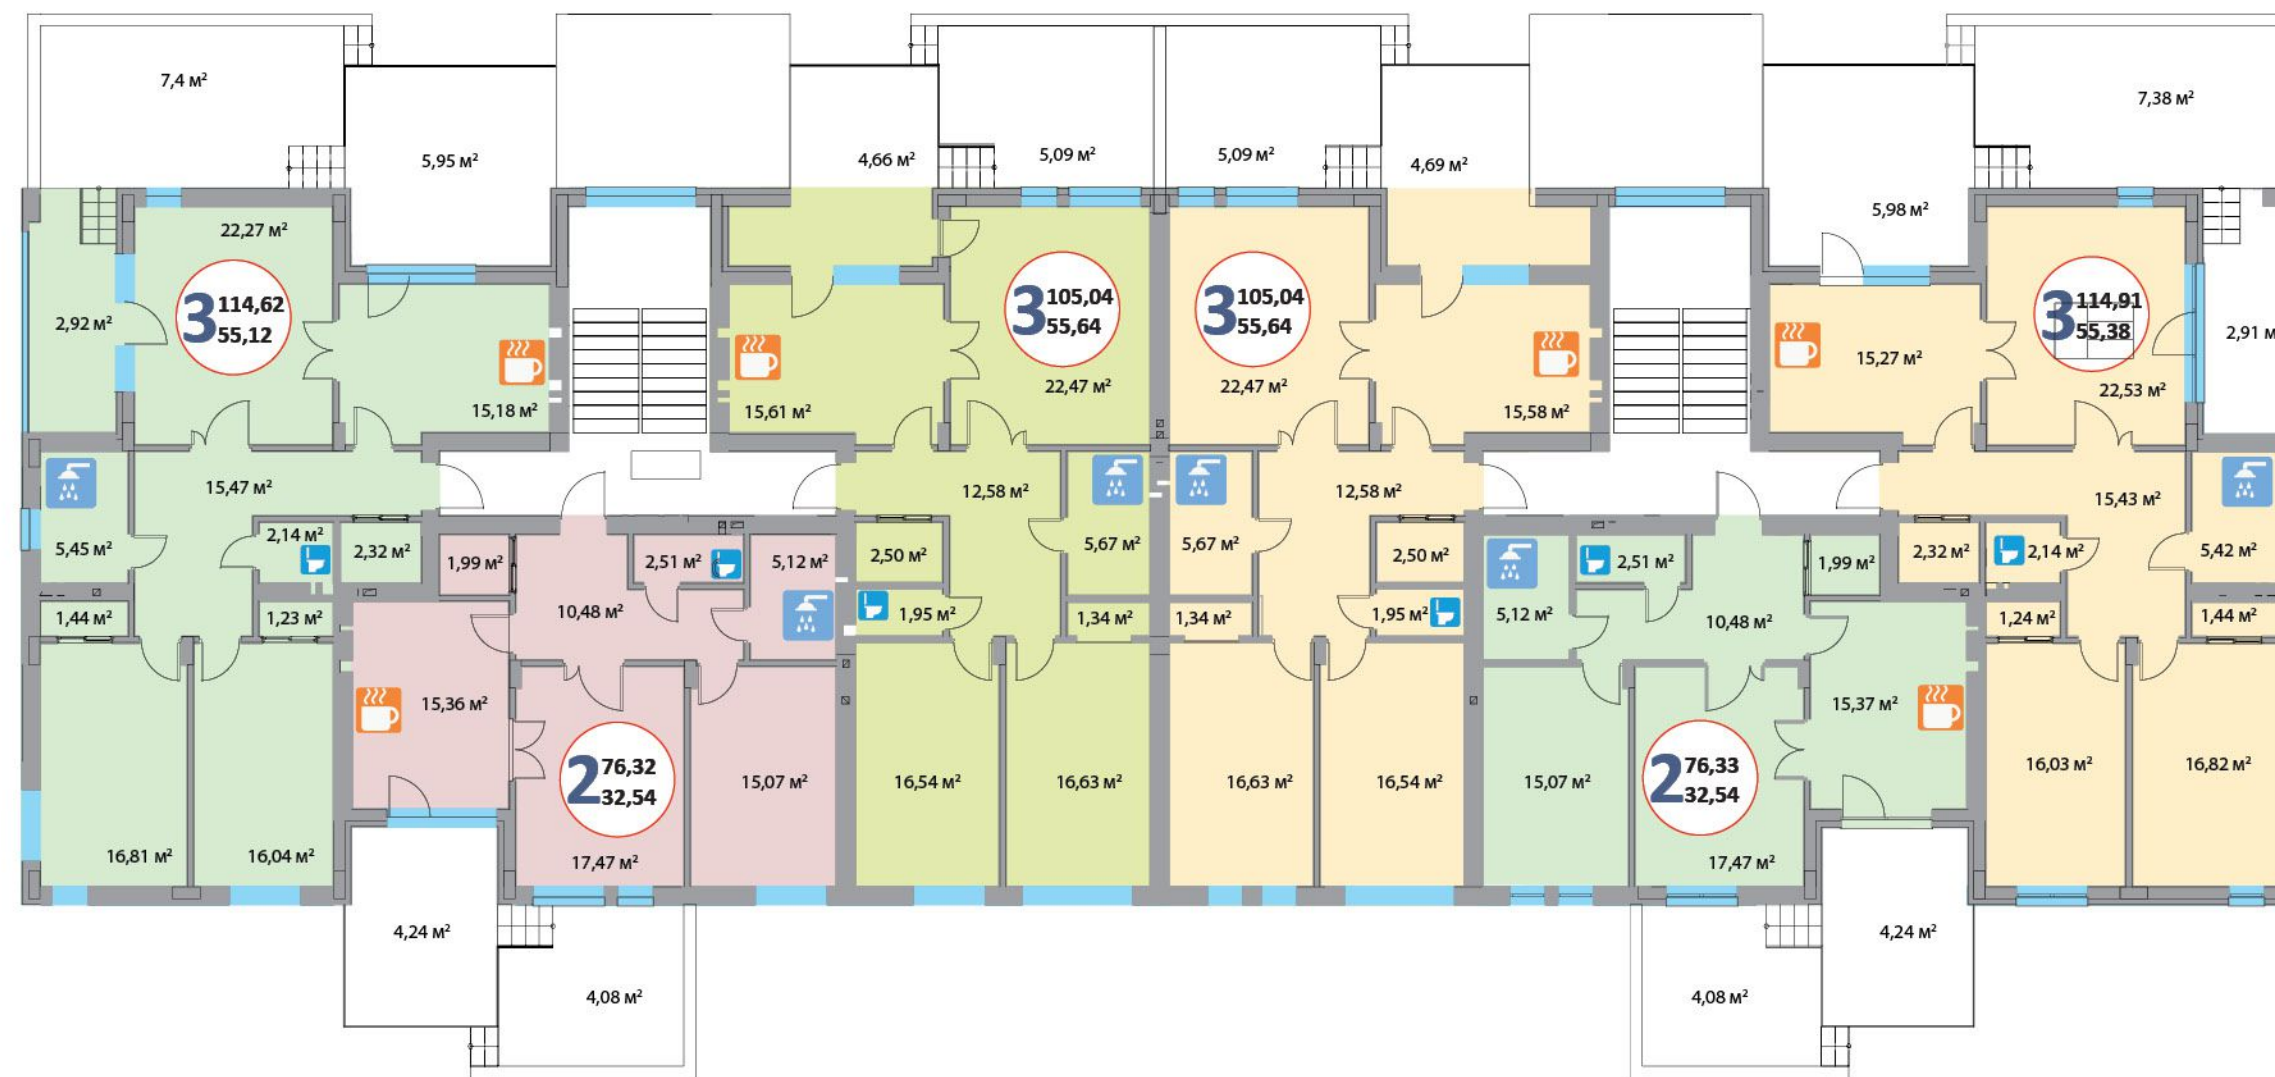 7,4 м²
7,38 м²
5,95 м²
4,66 м²
5,09 м²
5,09 м²
4,69 м²
5,98 м²
22,27 м²
3 114,62
55,12
2,92 м²
15,18 м²
3 105,04
55,64
15,61 м²
22,47 м²
3 105,04
55,64
22,47 м²
15,58 м²
15,27 м²
3 114,91
55,38
22,53 м²
2,91 м
15,47 м²
12,58 м²
12,58 м²
15,43 м²
5,45 м²
2,14 м²
2,32 м²
1,99 м²
2,51 м²
5,12 м²
2,50 м²
5,67 м²
5,67 м²
2,50 м²
5,12 м²
2,51 м²
1,99 м²
2,32 м²
2,14 м²
5,42 м²
1,44 м²
1,23 м²
10,48 м²
1,95 м²
1,34 м²
1,34 м²
1,95 м²
10,48 м²
1,24 м²
1,44 м²
15,36 м²
15,37 м²
2 76,32
32,54
15,07 м²
16,54 м²
16,63 м²
16,63 м²
16,54 м²
15,07 м²
2 76,33
32,54
16,03 м²
16,82 м²
16,81 м²
16,04 м²
17,47 м²
17,47 м²
4,24 м²
4,24 м²
4,08 м²
4,08 м²